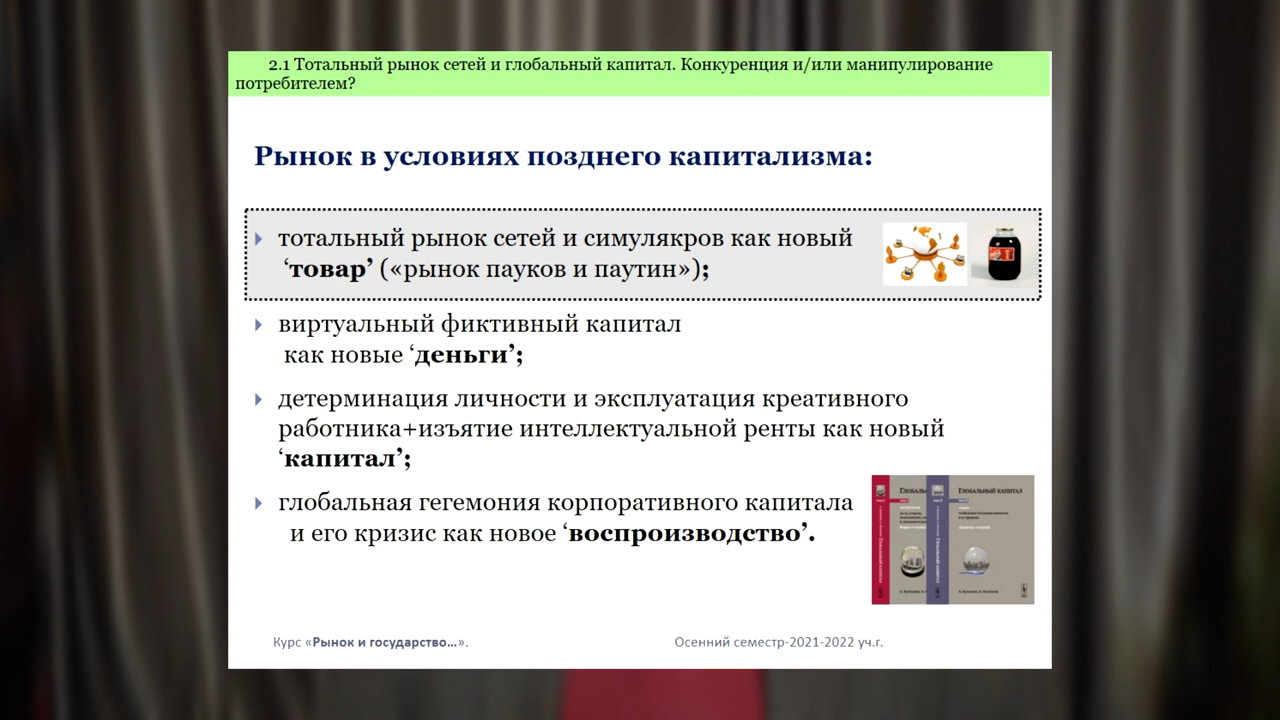 2.1 Тотальный рынок сетей и глобальный капитал. Конкуренция и/или манипулирование
потребителем?
Рынок в условиях позднего капитализма:
тотальный рынок сетей и симулякров как новый
‘товар’ («рынок пауков и паутин»);
виртуальный фиктивный капитал
как новые ‘деньги’;
детерминация личности и эксплуатация креативного
работника+изъятие интеллектуальной ренты как новый
‘капитал’;
глобальная гегемония корпоративного капитала
и его кризис как новое ‘воспроизводство’.
ГЛОБАЛЬНЫЙ КАПИТАЛ
Курс «Рынок и государство...».
Осенний семестр-2021-2022 уч.г.